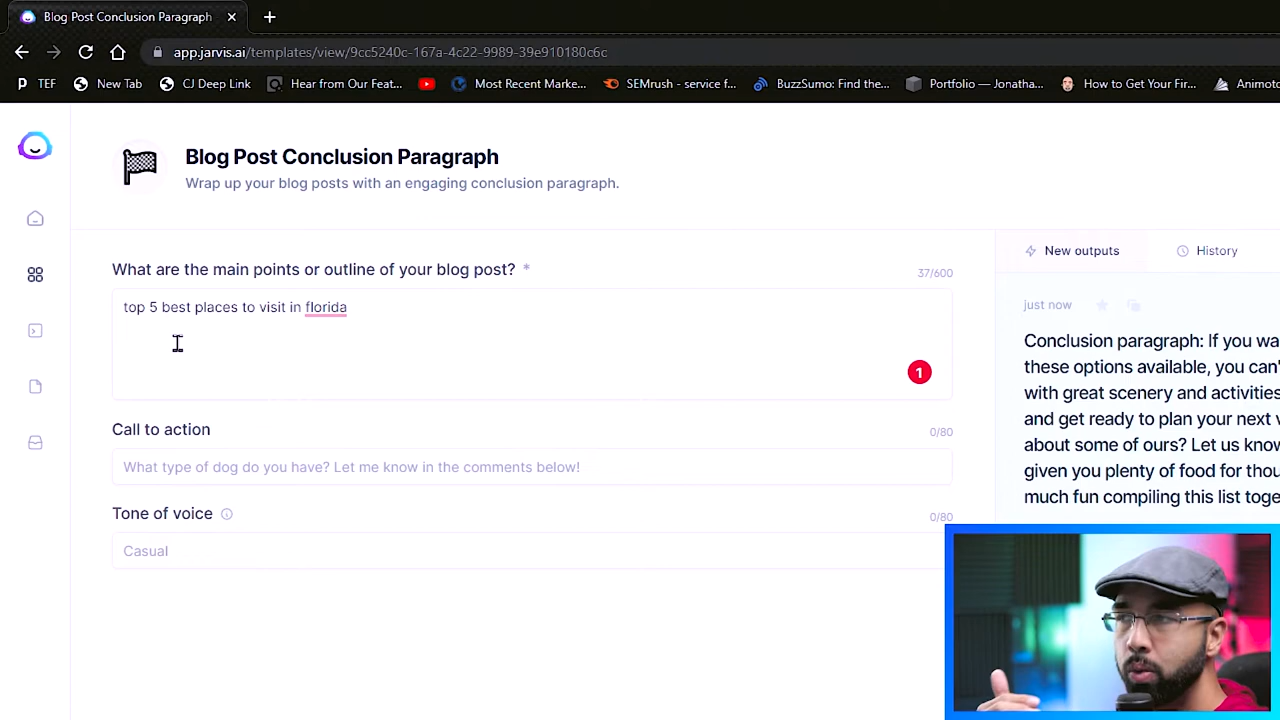 Blog Post Conclusion Paragraph
app.jarvis.ai/templates/view/9cc5240c-167a-4c22-9989-39e910180c6c
TEF New Tab CJ Deep Link Hear from Our Feat... Most Recent Marke... SEMrush - service f... BuzzSumo: Find the... Portfolio — Jonatha... How to Get Your Fir... Animoto
Blog Post Conclusion Paragraph
Wrap up your blog posts with an engaging conclusion paragraph.
What are the main points or outline of your blog post? *
37/600
top 5 best places to visit in florida
1
Call to action
0/80
What type of dog do you have? Let me know in the comments below!
Tone of voice
0/80
Casual
New outputs History
just now
Conclusion paragraph: If you wa
these options available, you can'
with great scenery and activities
and get ready to plan your next v
about some of ours? Let us know
given you plenty of food for thou
much fun compiling this list toge